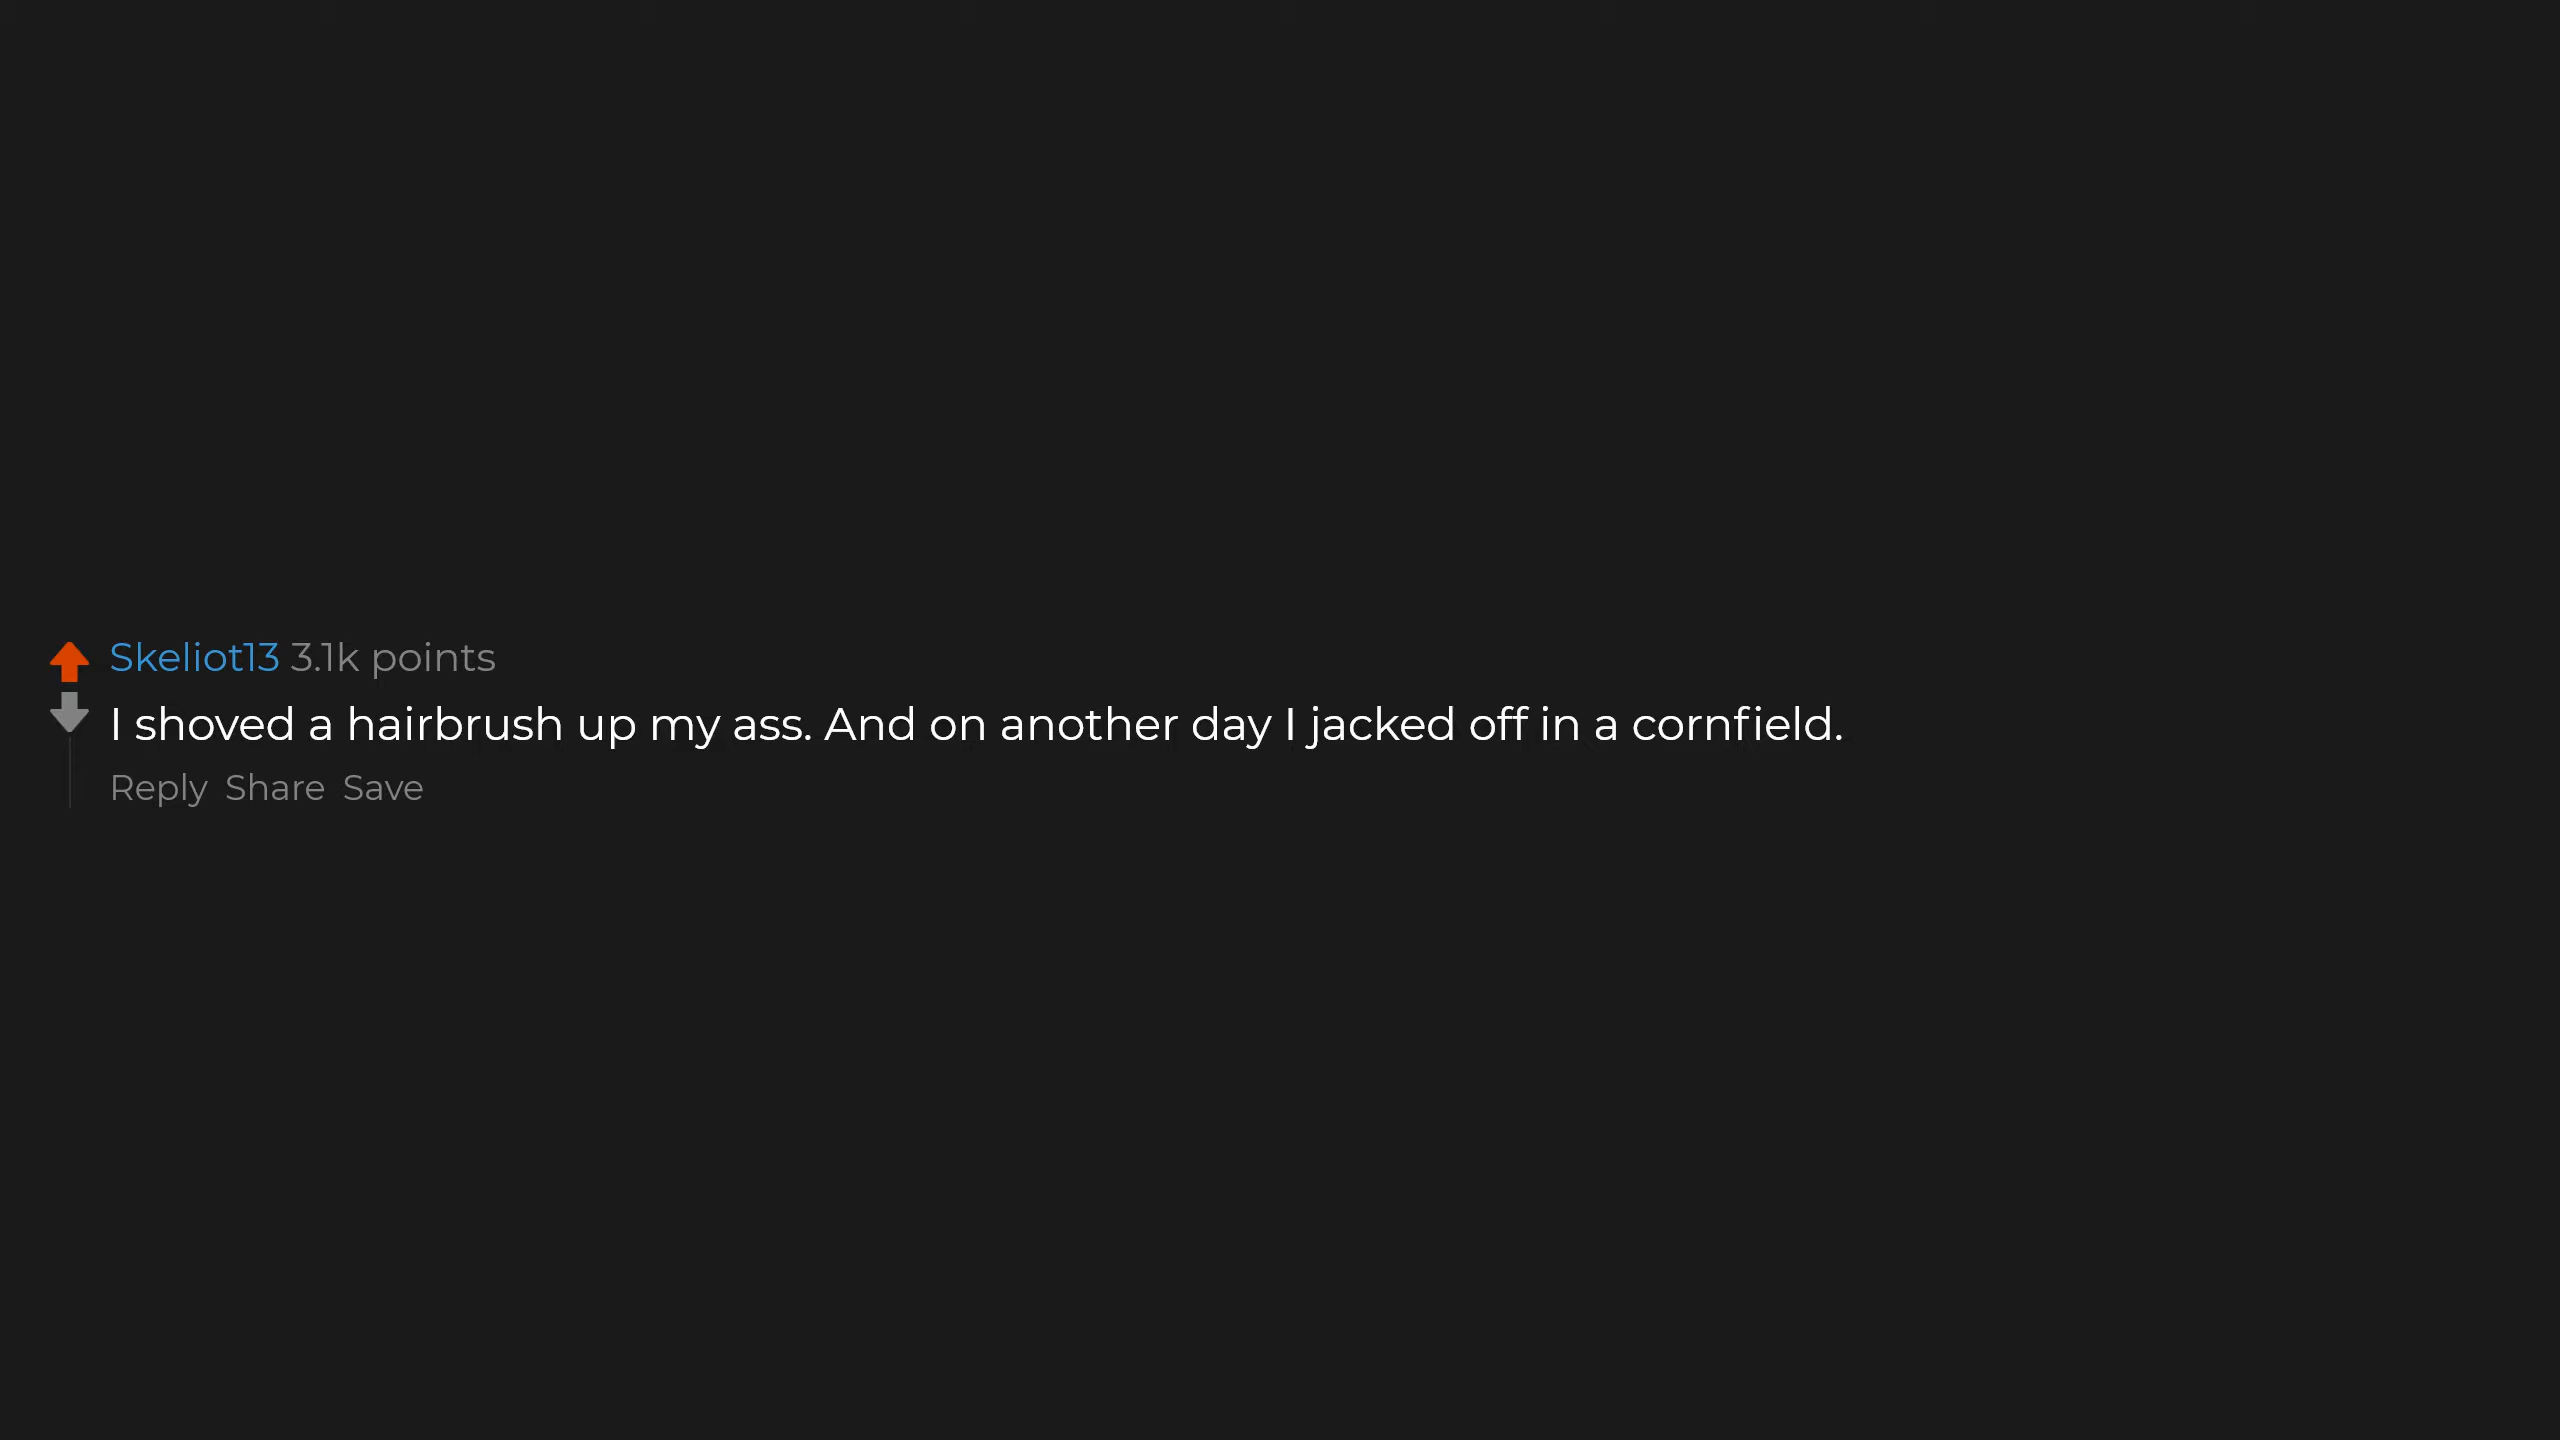 Skeliot13 3.1k points
I shoved a hairbrush up my ass. And on another day I jacked off in a cornfield.
Reply Share Save